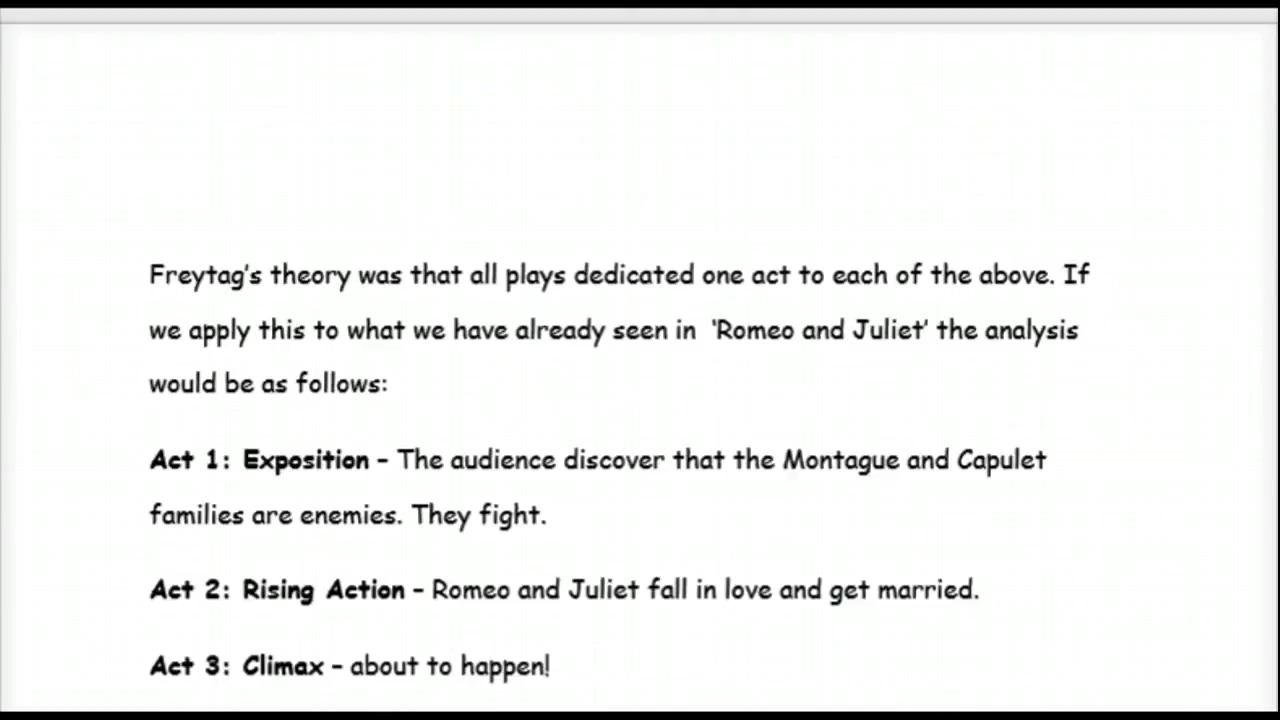 Freytag's theory was that all plays dedicated one act to each of the above. If
we apply this to what we have already seen in 'Romeo and Juliet' the analysis
would be as follows:
Act 1: Exposition – The audience discover that the Montague and Capulet
families are enemies. They fight.
Act 2: Rising Action – Romeo and Juliet fall in love and get married.
Act 3: Climax – about to happen!